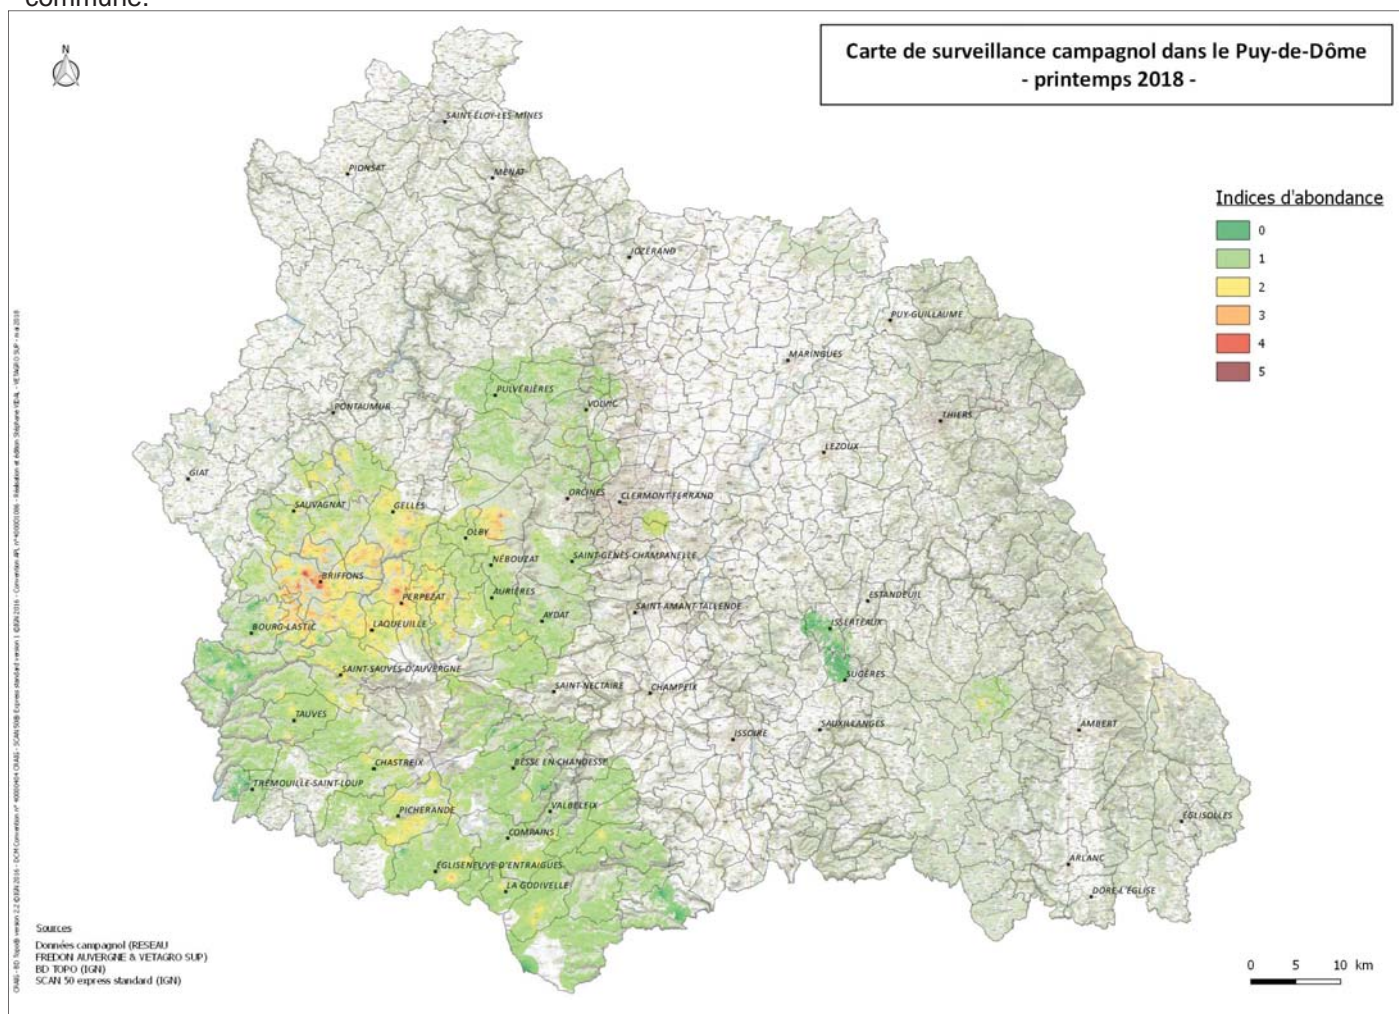 commune.
Carte de surveillance campagnol dans le Puy-de-Dôme
- printemps 2018 -
N
SAINT-ÉLOY-LES-MINES
PIONSAT
MENAT
JOZERAND
Indices d'abondance
0
1
2
3
4
5
PUY-GUILLAUME
MARINGUES
PULVÉRIÈRES
VOLVIC
PONTAUMUR
THIERS
LEZOUX
GIAT
ORCINES
CLERMONT-FERRAND
SAUVAGNAT
GELLES
OLBY
NÉBOUZAT
SAINT-GENÈS-CHAMPANELLE
BRIFFONS
PERPEZAT
AURIÈRES
ESTANDEUIL
SAINT-AMANT-TALLENDE
AYDAT
ISSERTEAUX
BOURG-LASTIC
LAQUEUILLE
SAINT-SAUVES-D'AUVERGNE
SUGÈRES
SAINT-NECTAIRE
CHAMPEIX
TAUVES
SAUXILLANGES
AMBERT
ISSOIRE
CHASTREIX
BESSE EN CHANDESSE
TRÉMOUILLE-SAINT-LOUP
PICHERANDE
VALBELEIX
ÉGLISOLLES
COMPAINS
ÉGLISENEUVE-D'ENTRAIGUES
ARLANC
LA GODIVELLE
DORE-L'ÉGLISE
Sources
Données campagnol (RESEAU
FREDON AUVERGNE & VETAGRO SUP)
BD TOPO (IGN)
SCAN 50 express standard (IGN)
0 5 10 km